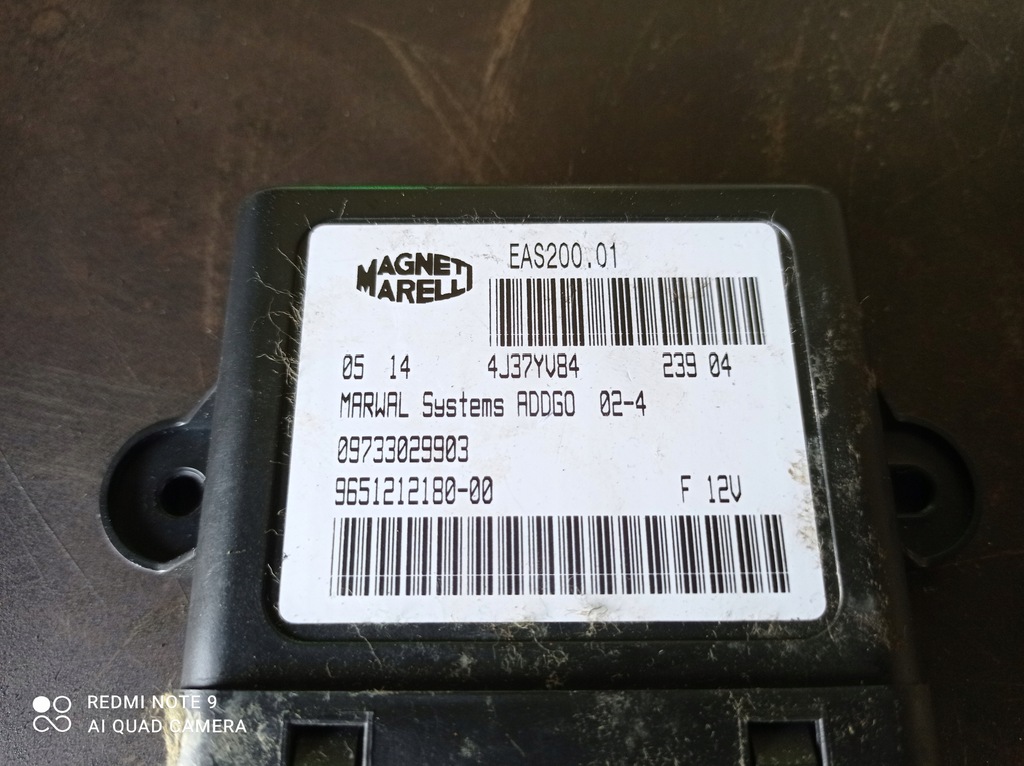 MAGNETI
MARELLI
EAS200.01
05 14 4J37YV84 239 04
MARWAL Systems ADDGO 02-4
09733029903
9651212180-00 F 12V
REDMI NOTE 9
AI QUAD CAMERA